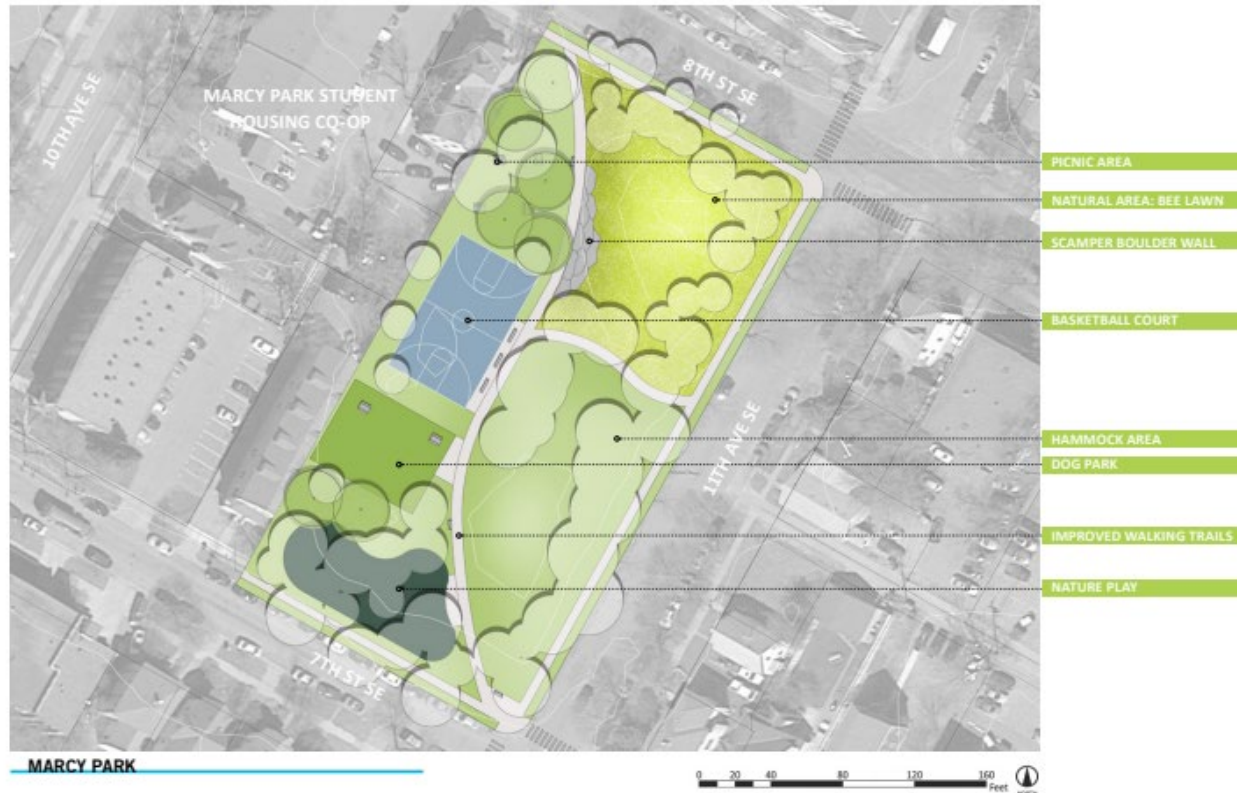 10TH AVE SE
MARCY PARK STUDENT
HOUSING CO-OP
8TH ST SE
11TH AVE SE
7TH ST SE
PICNIC AREA
NATURAL AREA: BEE LAWN
SCAMPER BOULDER WALL
BASKETBALL COURT
HAMMOCK AREA
DOG PARK
IMPROVED WALKING TRAILS
NATURE PLAY
MARCY PARK
0 20 40 80 120 160
Feet
NORTH